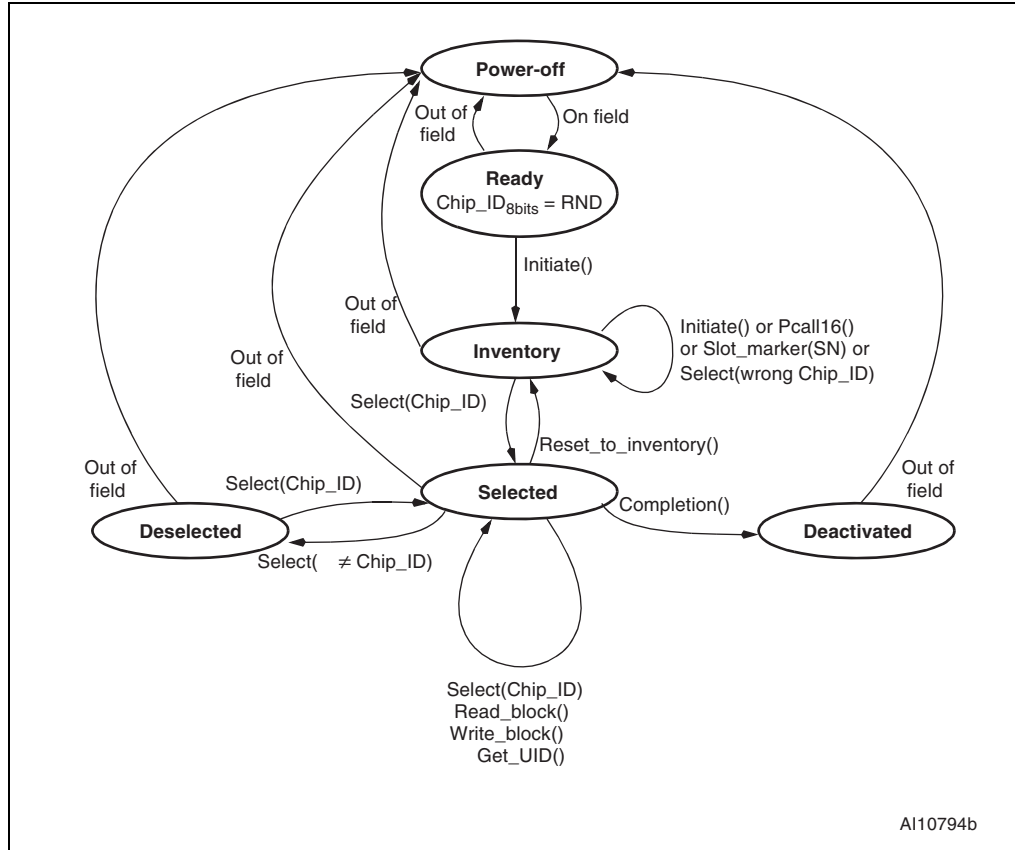 Power-off
Out of
field
On field
Ready
Chip_ID8bits = RND
Initiate()
Out of
field
Inventory
Initiate() or Pcall16()
or Slot_marker(SN) or
Select(wrong Chip_ID)
Out of
field
Select(Chip_ID)
Reset_to_inventory()
Out of
field
Select(Chip_ID)
Selected
Completion()
Out of
field
Deselected
Deactivated
Select( ≠ Chip_ID)
Select(Chip_ID)
Read_block()
Write_block()
Get_UID()
AI10794b